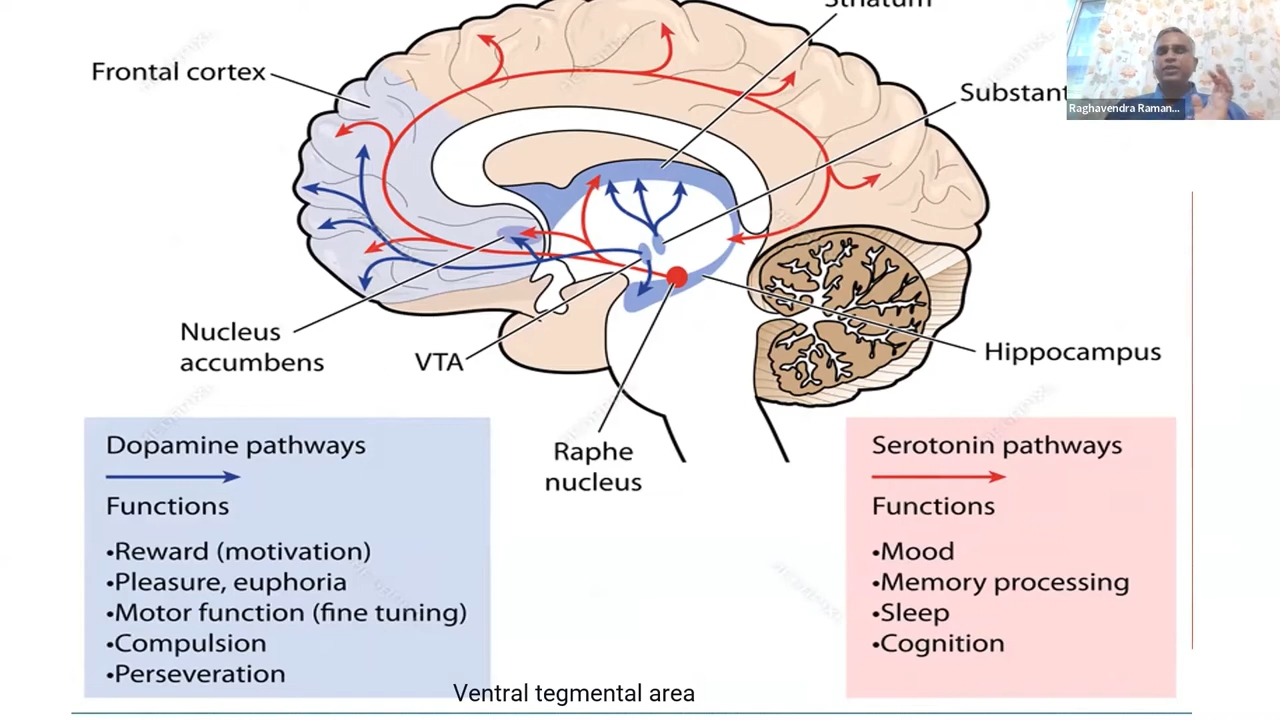 Striatum
Frontal cortex
Raghavendra Raman...
Nucleus
accumbens
VTA
Hippocampus
Raphe
nucleus
Dopamine pathways
Functions
•Reward (motivation)
•Pleasure, euphoria
•Motor function (fine tuning)
•Compulsion
•Perseveration
Serotonin pathways
Functions
•Mood
•Memory processing
•Sleep
•Cognition
Ventral tegmental area